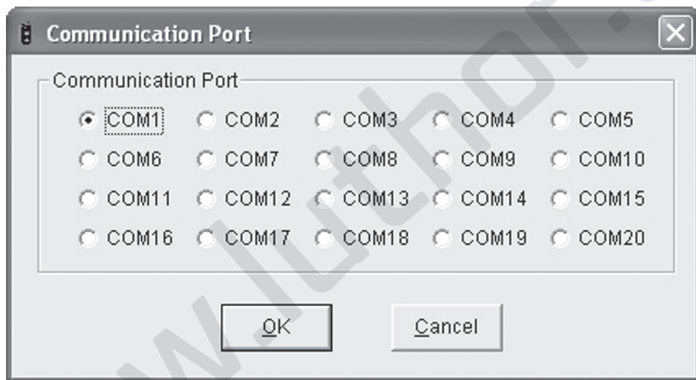 Communication Port
Communication Port
COM1 COM2 COM3 COM4 COM5
COM6 COM7 COM8 COM9 COM10
COM11 COM12 COM13 COM14 COM15
COM16 COM17 COM18 COM19 COM20
OK Cancel